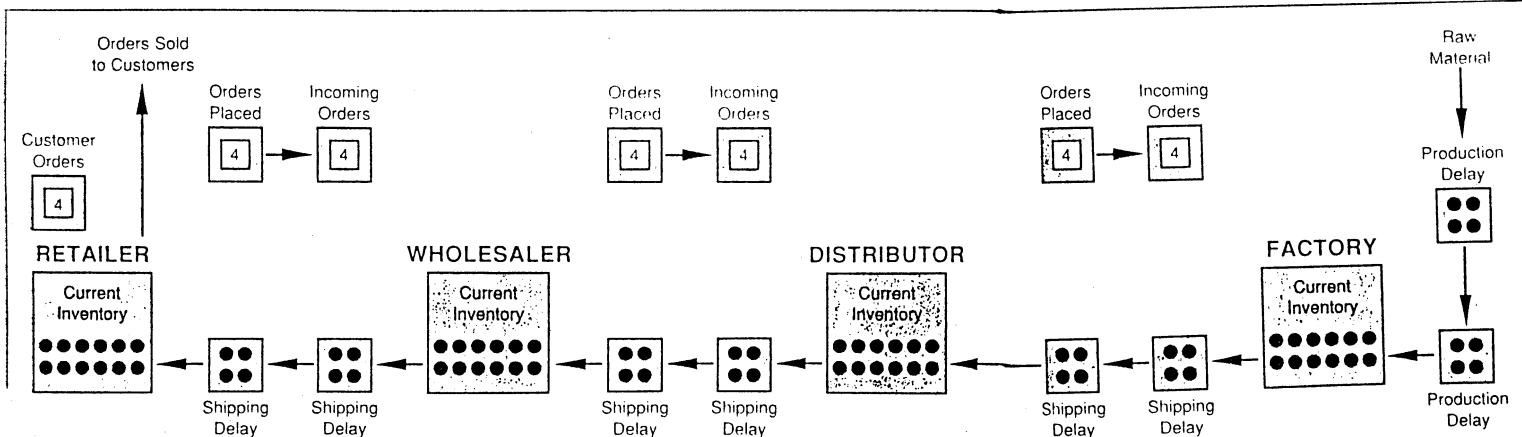 Orders Sold
to Customers
Raw
Material
Orders
Placed
Incoming
Orders
Orders
Placed
Incoming
Orders
Orders
Placed
Incoming
Orders
Customer
Orders
4
4
4
4
4
4
4
Production
Delay
RETAILER
WHOLESALER
DISTRIBUTOR
FACTORY
Current
Inventory
Current
Inventory
Current
Inventory
Current
Inventory
Shipping
Delay
Shipping
Delay
Shipping
Delay
Shipping
Delay
Shipping
Delay
Shipping
Delay
Production
Delay